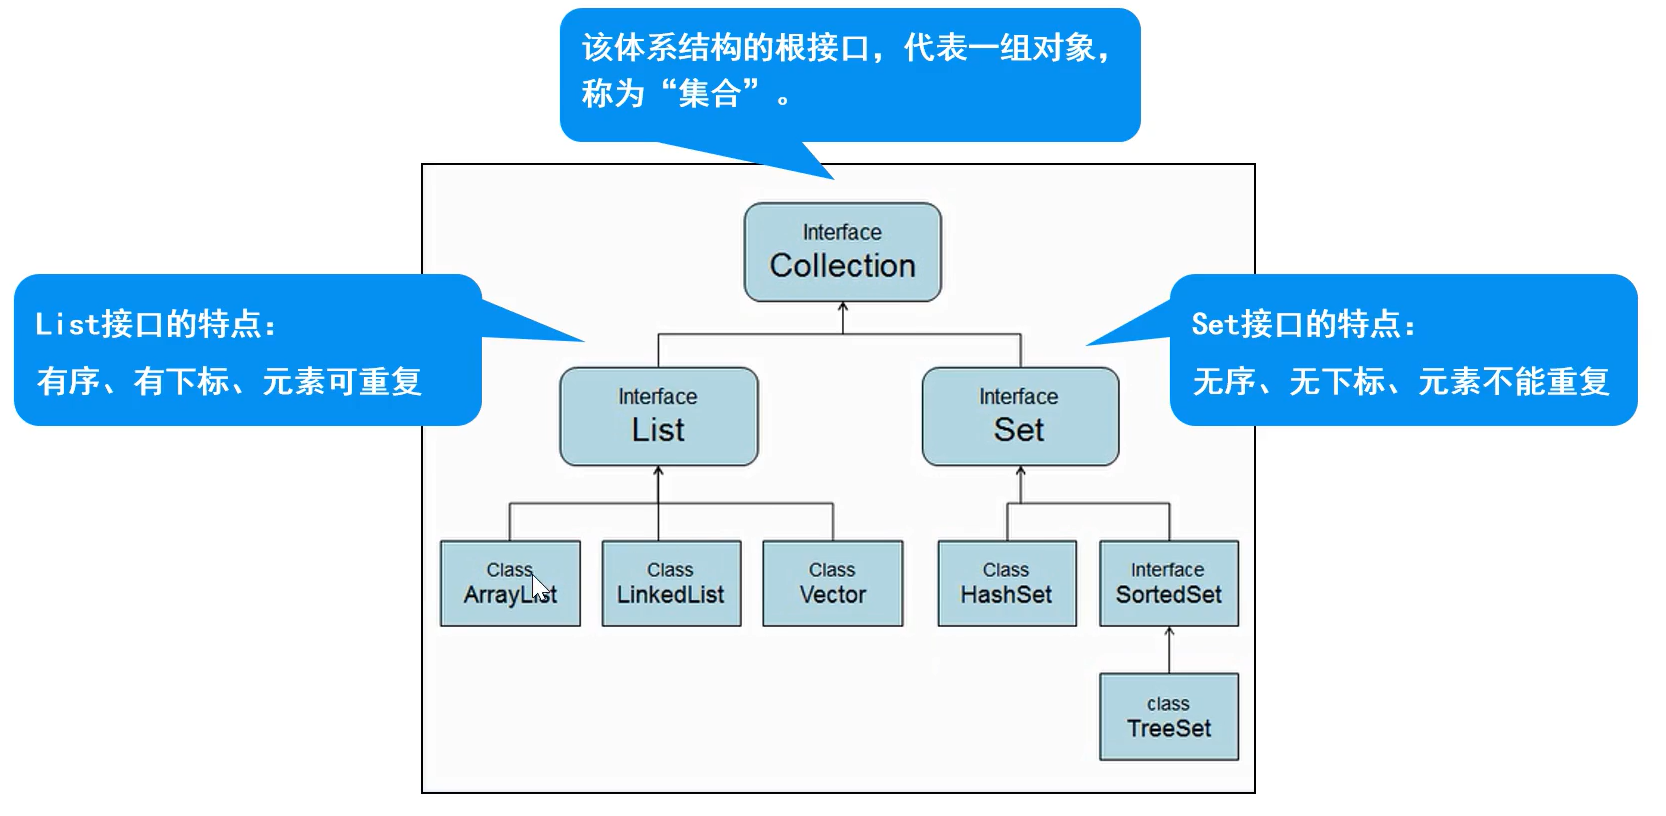 该体系结构的根接口，代表一组对象，
称为“集合”。
Interface
Collection
List接口的特点：
有序、有下标、元素可重复
Set接口的特点：
无序、无下标、元素不能重复
Interface
List
Interface
Set
Class
ArrayList
Class
LinkedList
Class
Vector
Class
HashSet
Interface
SortedSet
class
TreeSet